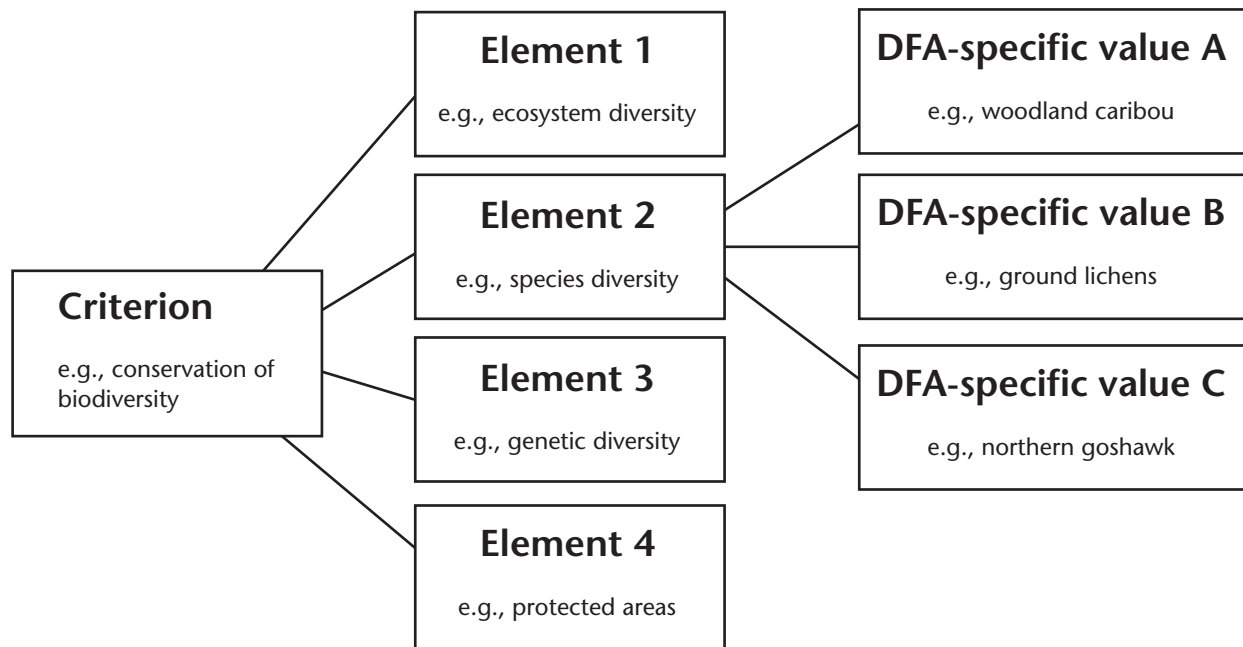 Element 1
e.g., ecosystem diversity
DFA-specific value A
e.g., woodland caribou
Element 2
e.g., species diversity
DFA-specific value B
e.g., ground lichens
Criterion
e.g., conservation of
biodiversity
Element 3
e.g., genetic diversity
DFA-specific value C
e.g., northern goshawk
Element 4
e.g., protected areas